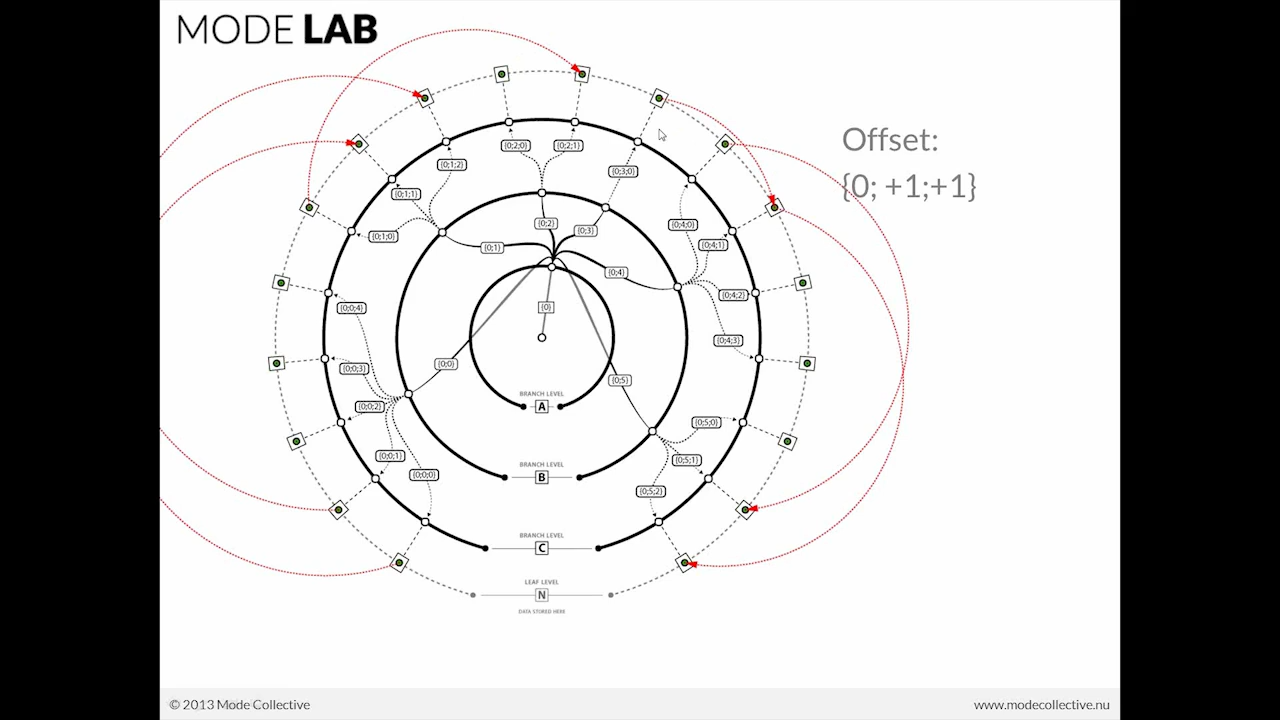 MODE LAB
Offset:
{0; +1;+1}
{0;2;0}
{0;2;1}
{0;1;2}
{0;3;0}
{0;1;1}
{0;1;0}
{0;2}
{0;3}
{0;4;0}
{0;1}
{0;4;1}
{0;4}
{0;4;2}
{0;0;4}
{0}
{0;4;3}
{0;0}
{0;0;3}
{0;5}
BRANCH LEVEL
A
{0;0;2}
{0;5;0}
{0;0;1}
{0;5;1}
BRANCH LEVEL
B
{0;0;0}
{0;5;2}
BRANCH LEVEL
C
LEAF LEVEL
N
DATA STORED HERE
© 2013 Mode Collective
www.modecollective.nu